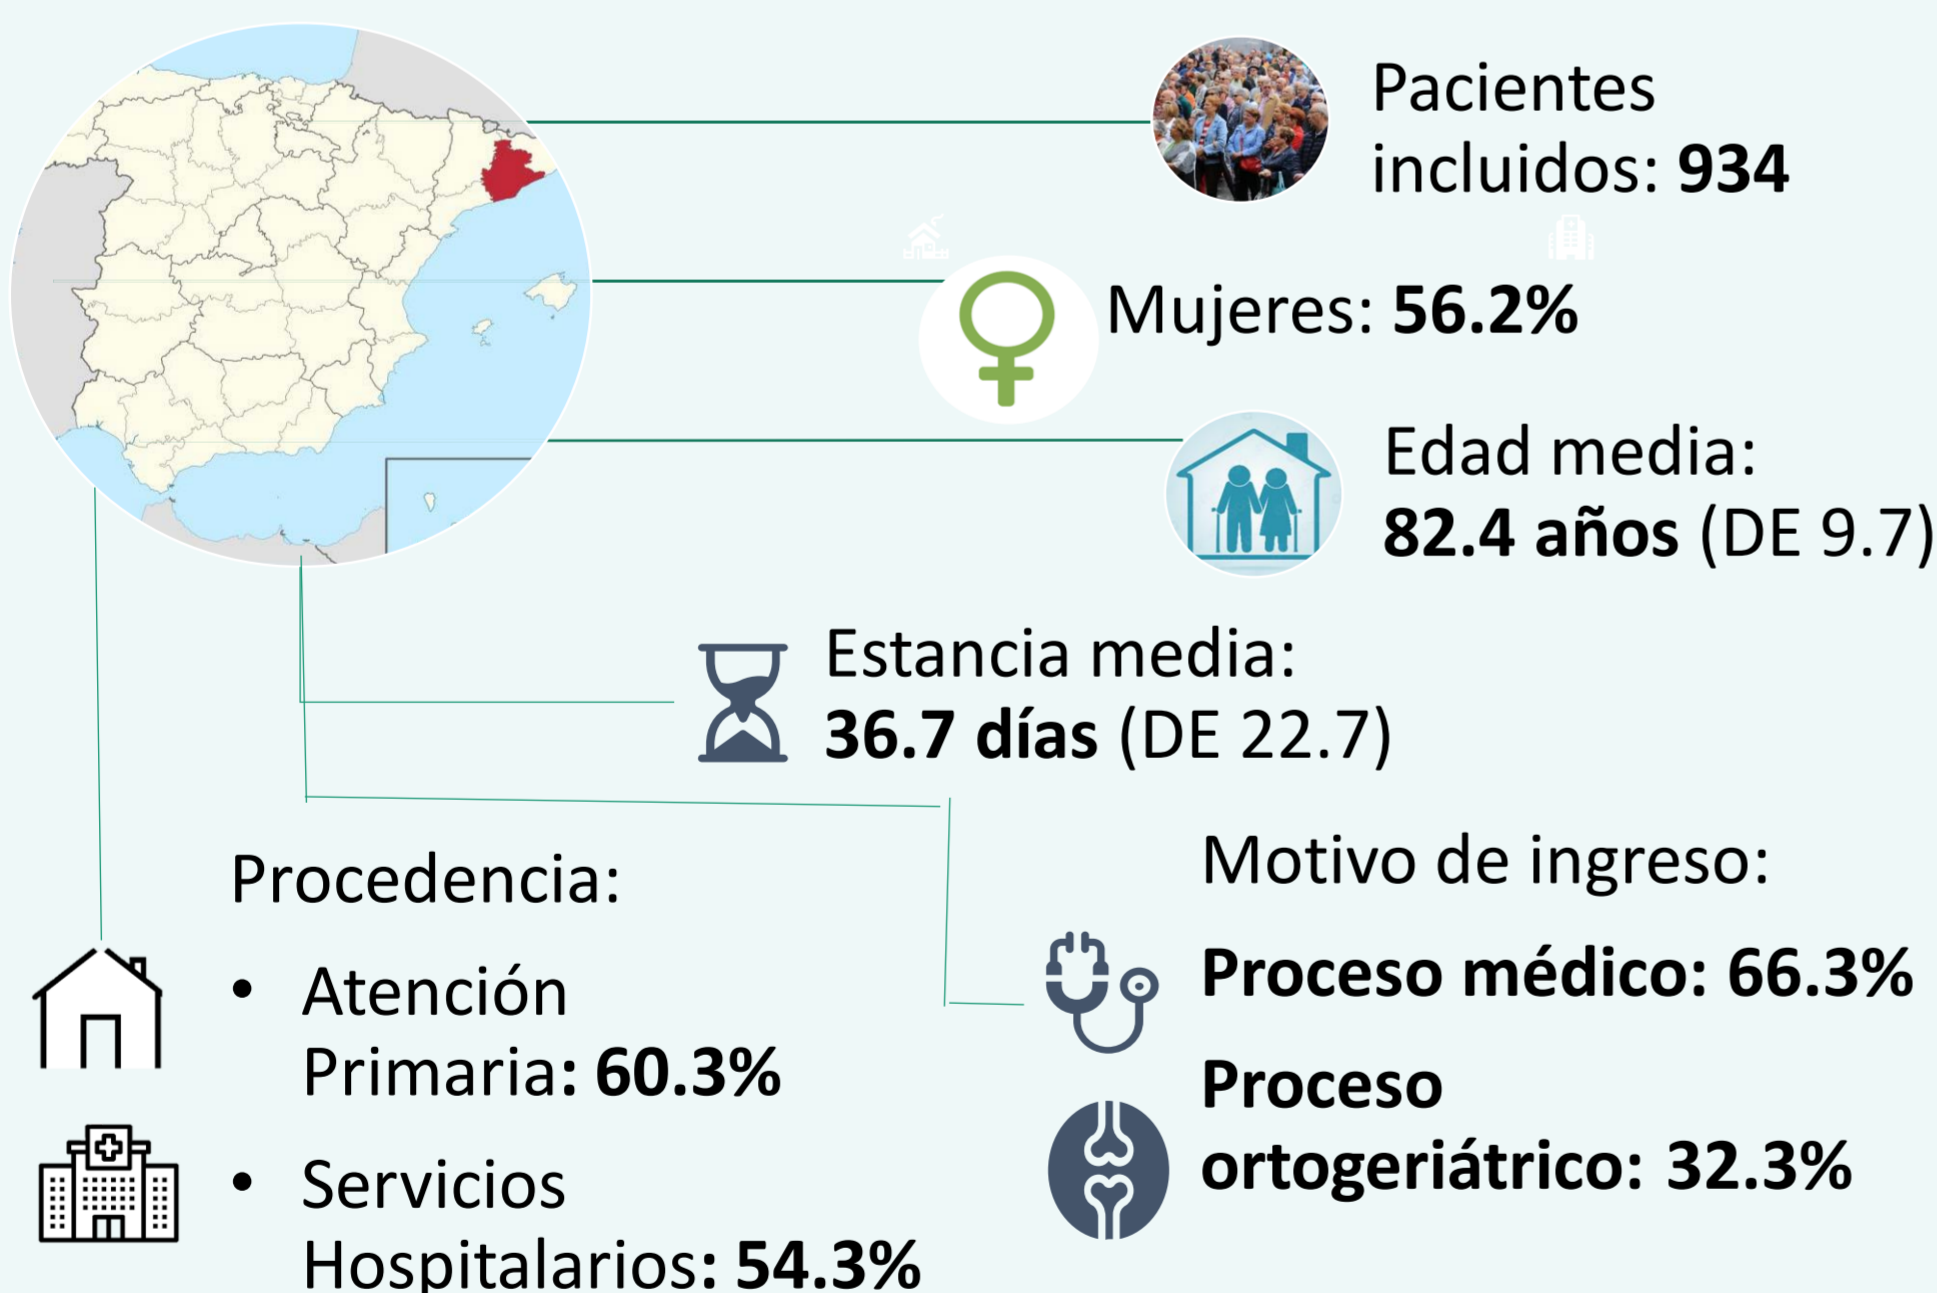 Pacientes
incluidos: 934
Mujeres: 56.2%
Edad media:
82.4 años (DE 9.7)
Estancia media:
36.7 días (DE 22.7)
Procedencia:
• Atención
Primaria: 60.3%
• Servicios
Hospitalarios: 54.3%
Motivo de ingreso:
Proceso médico: 66.3%
Proceso
ortogeriátrico: 32.3%